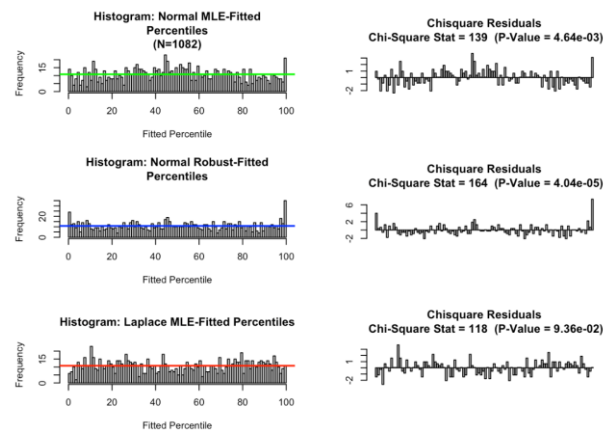 Histogram: Normal MLE-Fitted
Percentiles
(N=1082)
Frequency
0 15
0 20 40 60 80 100
Fitted Percentile
Chisquare Residuals
Chi-Square Stat = 139 (P-Value = 4.64e-03)
-2 1
Histogram: Normal Robust-Fitted
Percentiles
Frequency
0 20
0 20 40 60 80 100
Fitted Percentile
Chisquare Residuals
Chi-Square Stat = 164 (P-Value = 4.04e-05)
-2 2 6
Histogram: Laplace MLE-Fitted Percentiles
Frequency
0 15
0 20 40 60 80 100
Fitted Percentile
Chisquare Residuals
Chi-Square Stat = 118 (P-Value = 9.36e-02)
-2 1